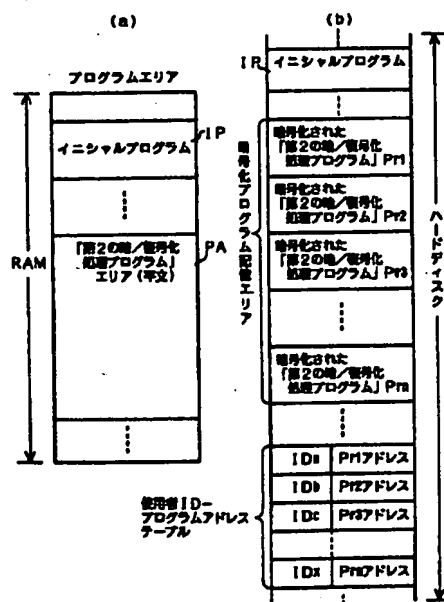 (a)
プログラムエリア
IP
イニシャルプログラム
RAM
PA
「第2の暗/復号化
処理プログラム」
エリア(平文)
(b)
IP
イニシャルプログラム
暗号化プログラム記憶エリア
暗号化された
「第2の暗/復号化
処理プログラム」Pr1
暗号化された
「第2の暗/復号化
処理プログラム」Pr2
暗号化された
「第2の暗/復号化
処理プログラム」Pr3
暗号化された
「第2の暗/復号化
処理プログラム」Prn
ハードディスク
使用者ID-
プログラムアドレス
テーブル
IDa Pr1アドレス
IDb Pr2アドレス
IDc Pr3アドレス
IDx Prnアドレス